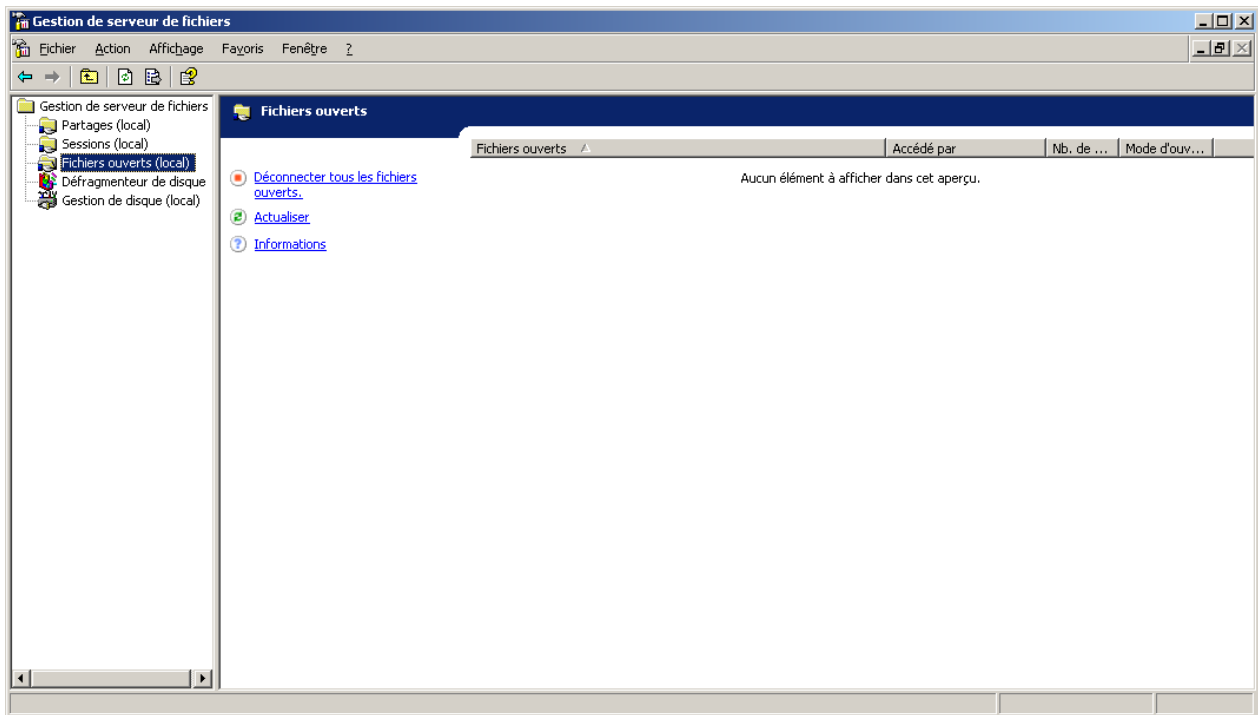 Gestion de serveur de fichiers
Fichier Action Affichage Favoris Fenêtre ?
Gestion de serveur de fichiers
Partages (local)
Sessions (local)
Fichiers ouverts (local)
Défragmenteur de disque
Gestion de disque (local)
Fichiers ouverts
Fichiers ouverts Accédé par Nb. de ... Mode d'ouv...
Déconnecter tous les fichiers
ouverts.
Actualiser
Informations
Aucun élément à afficher dans cet aperçu.